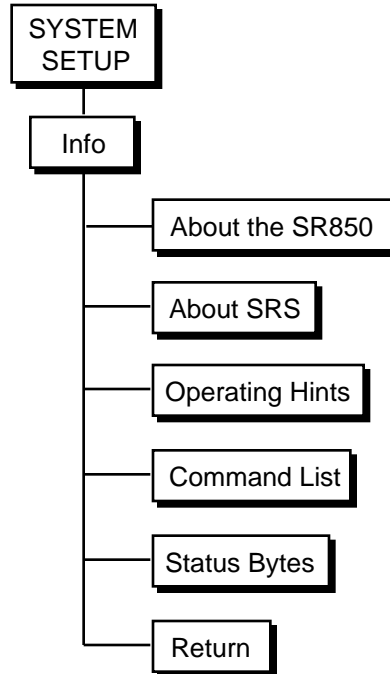 SYSTEM
SETUP
Info
About the SR850
About SRS
Operating Hints
Command List
Status Bytes
Return